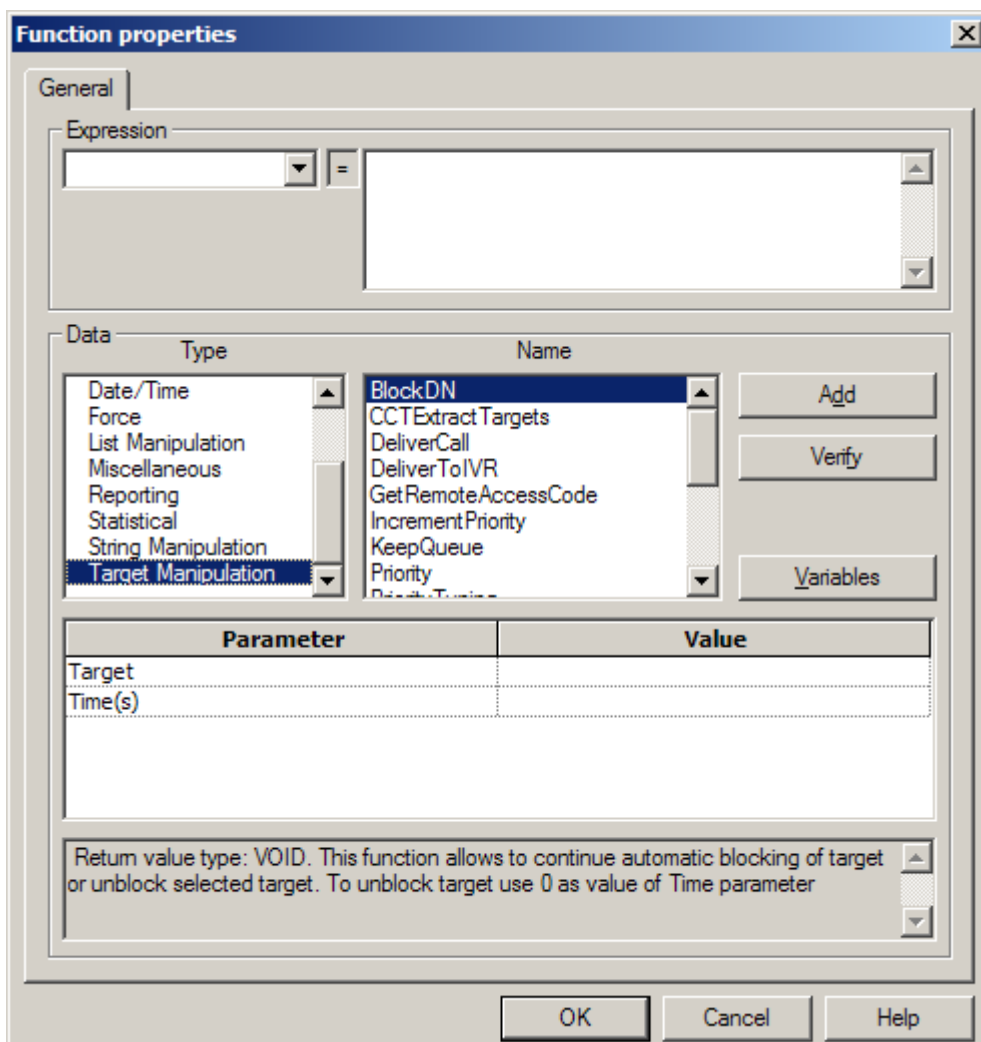 Function properties
General
Expression
=
Data
Type Name
Date/Time
Force
List Manipulation
Miscellaneous
Reporting
Statistical
String Manipulation
Target Manipulation
BlockDN
CCTExtractTargets
DeliverCall
DeliverToIVR
GetRemoteAccessCode
IncrementPriority
KeepQueue
Priority
PriorityTuning
Add
Verify
Variables
Parameter Value
Target
Time(s)
Return value type: VOID. This function allows to continue automatic blocking of target
or unblock selected target. To unblock target use 0 as value of Time parameter
OK Cancel Help